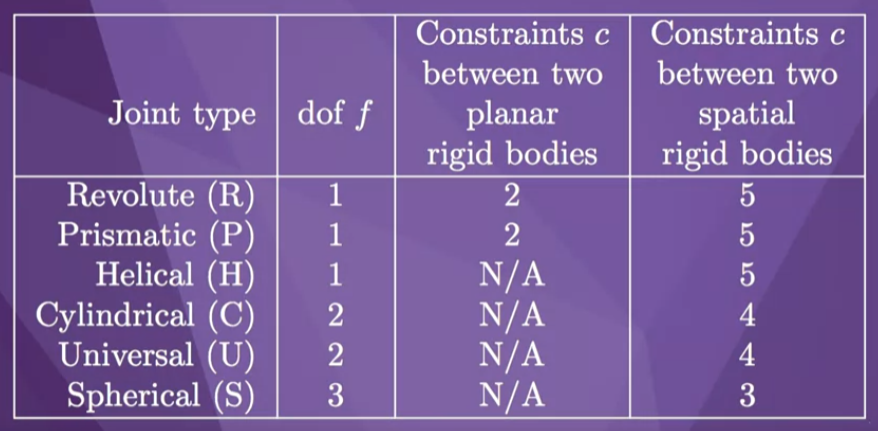 Joint type | dof f | Constraints c between two planar rigid bodies | Constraints c between two spatial rigid bodies
Revolute (R) | 1 | 2 | 5
Prismatic (P) | 1 | 2 | 5
Helical (H) | 1 | N/A | 5
Cylindrical (C) | 2 | N/A | 4
Universal (U) | 2 | N/A | 4
Spherical (S) | 3 | N/A | 3